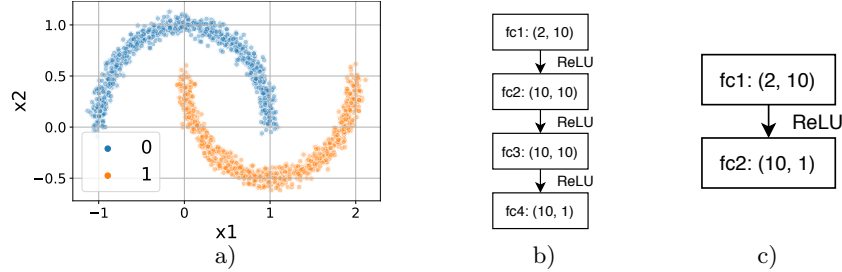 1.0
0.5
0.0
−0.5
x2
0
1
−1
0
1
2
x1
a)
fc1: (2, 10)
ReLU
fc2: (10, 10)
ReLU
fc3: (10, 10)
ReLU
fc4: (10, 1)
b)
fc1: (2, 10)
ReLU
fc2: (10, 1)
c)